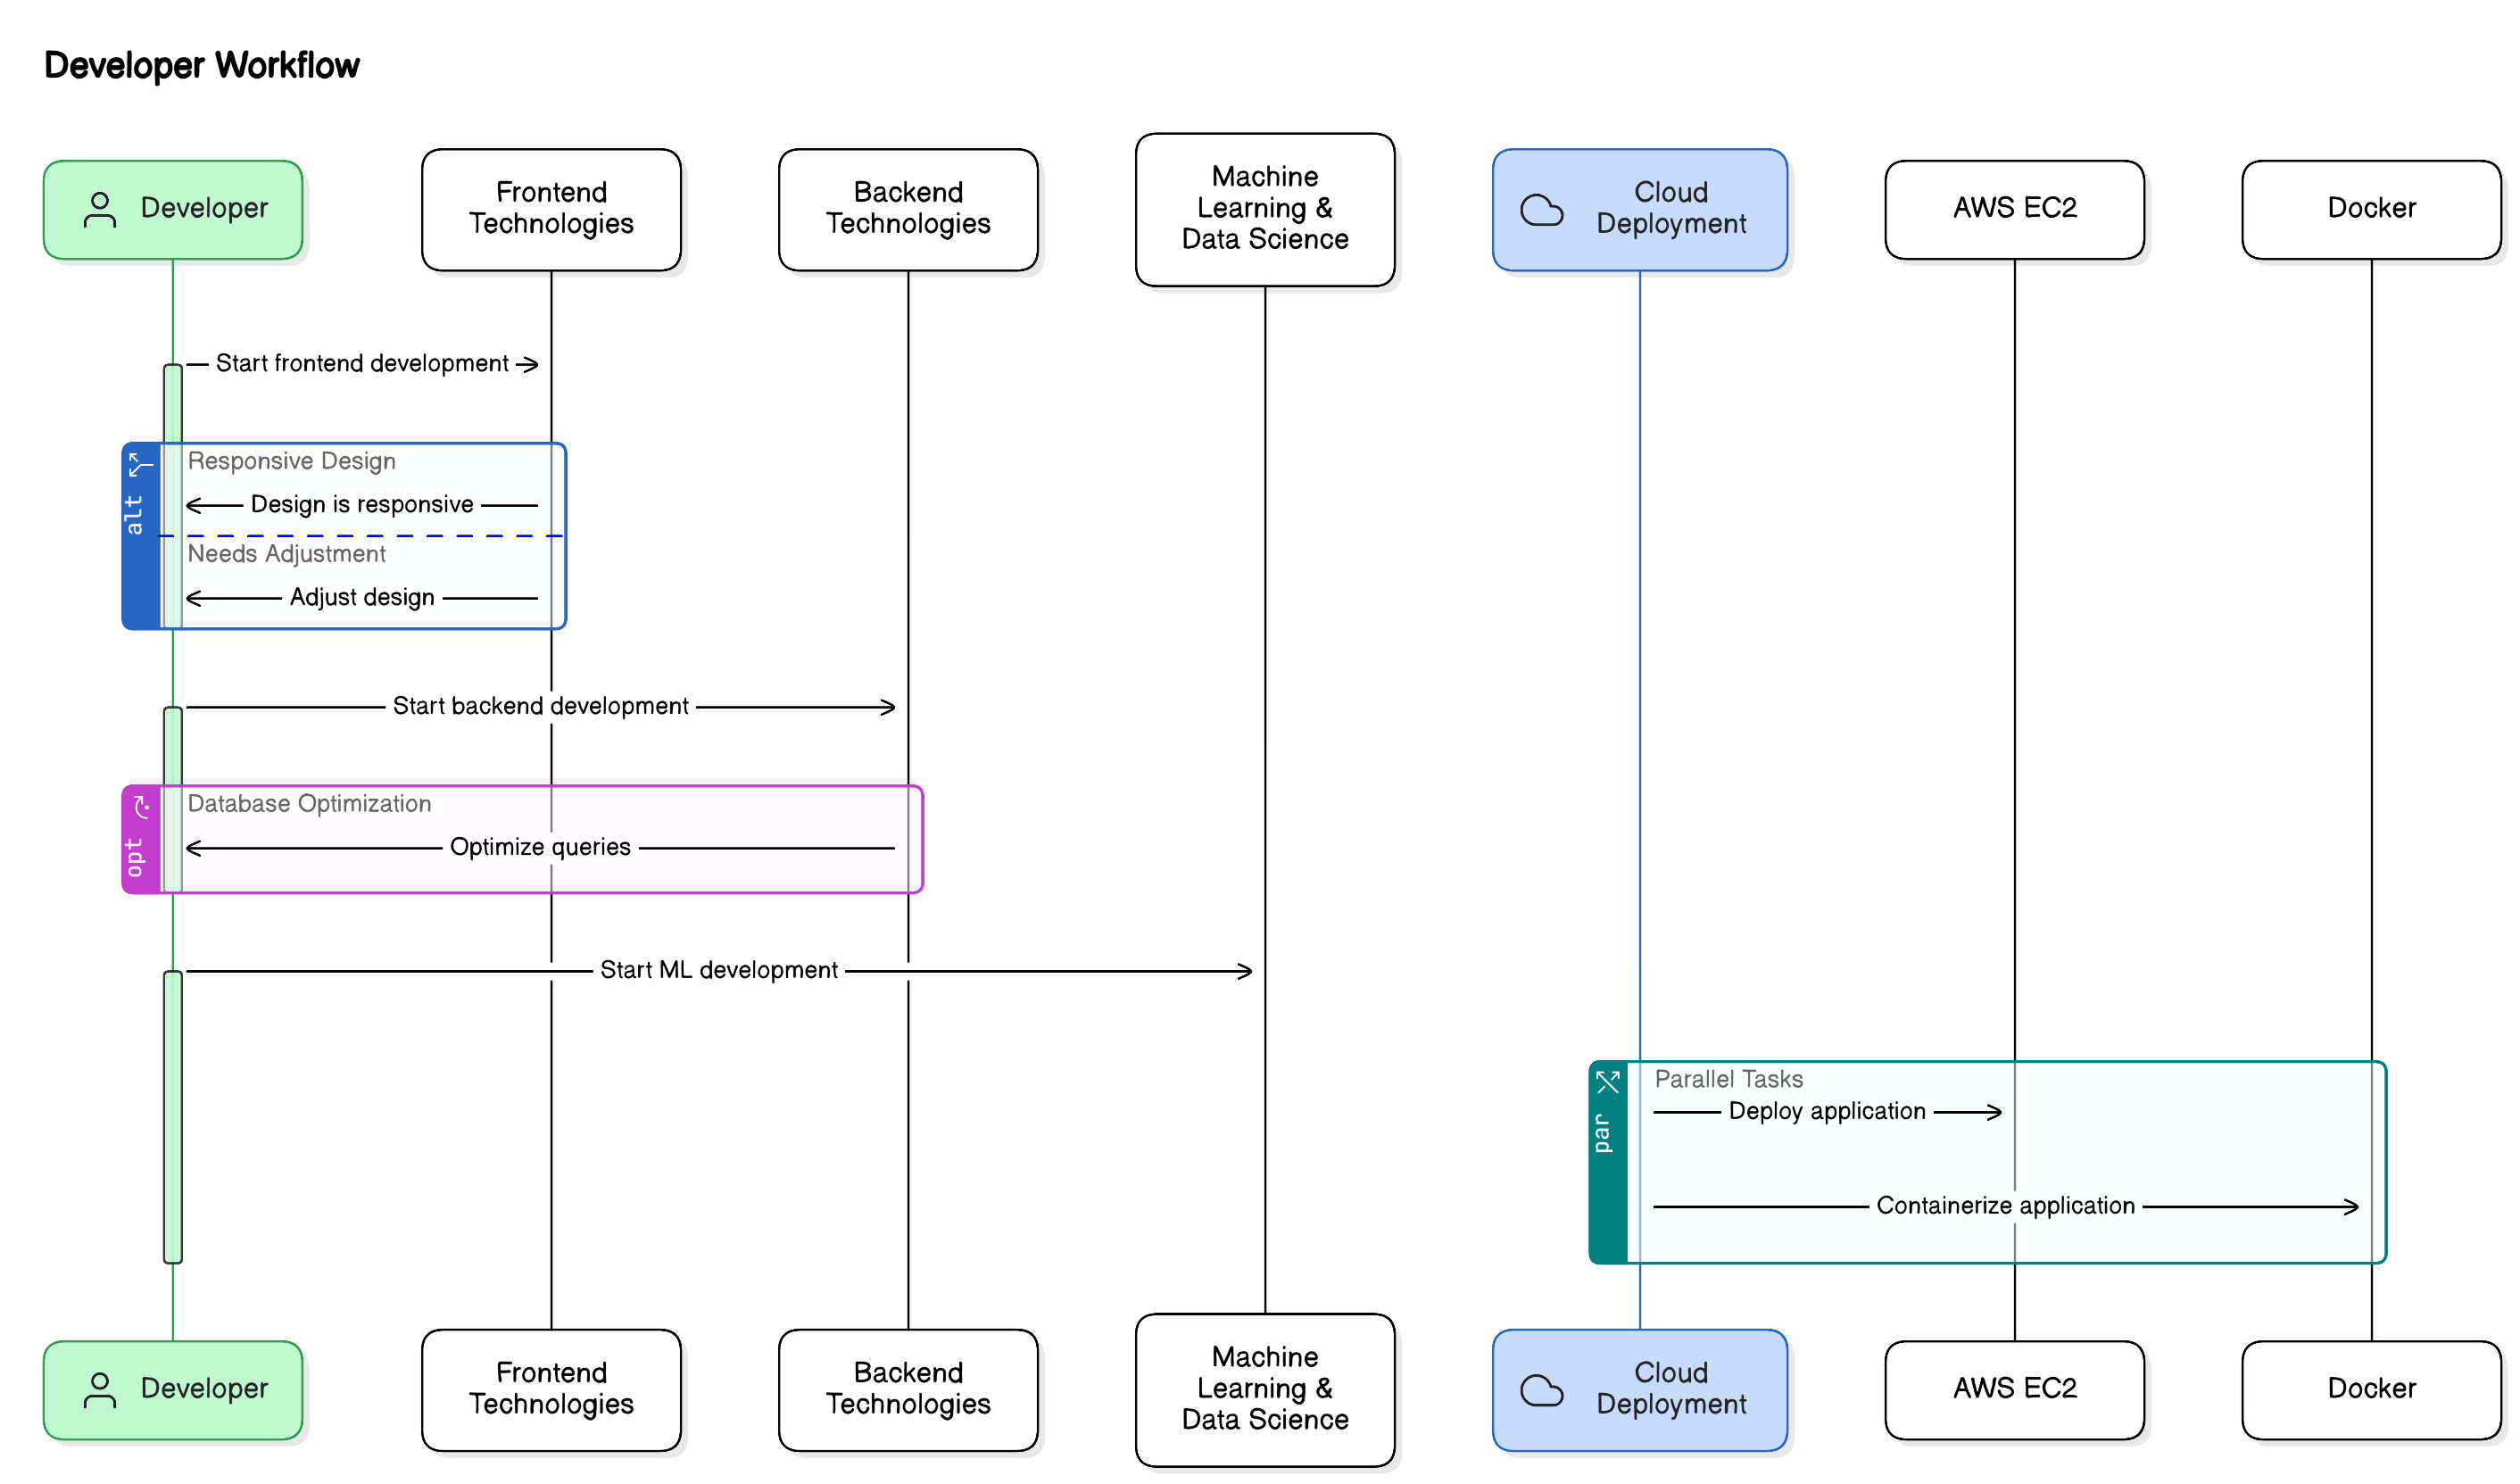 Developer Workflow
Developer
Frontend
Technologies
Backend
Technologies
Machine
Learning &
Data Science
Cloud
Deployment
AWS EC2
Docker
Start frontend development
alt
Responsive Design
Design is responsive
Needs Adjustment
Adjust design
Start backend development
opt
Database Optimization
Optimize queries
Start ML development
par
Parallel Tasks
Deploy application
Containerize application
Developer
Frontend
Technologies
Backend
Technologies
Machine
Learning &
Data Science
Cloud
Deployment
AWS EC2
Docker